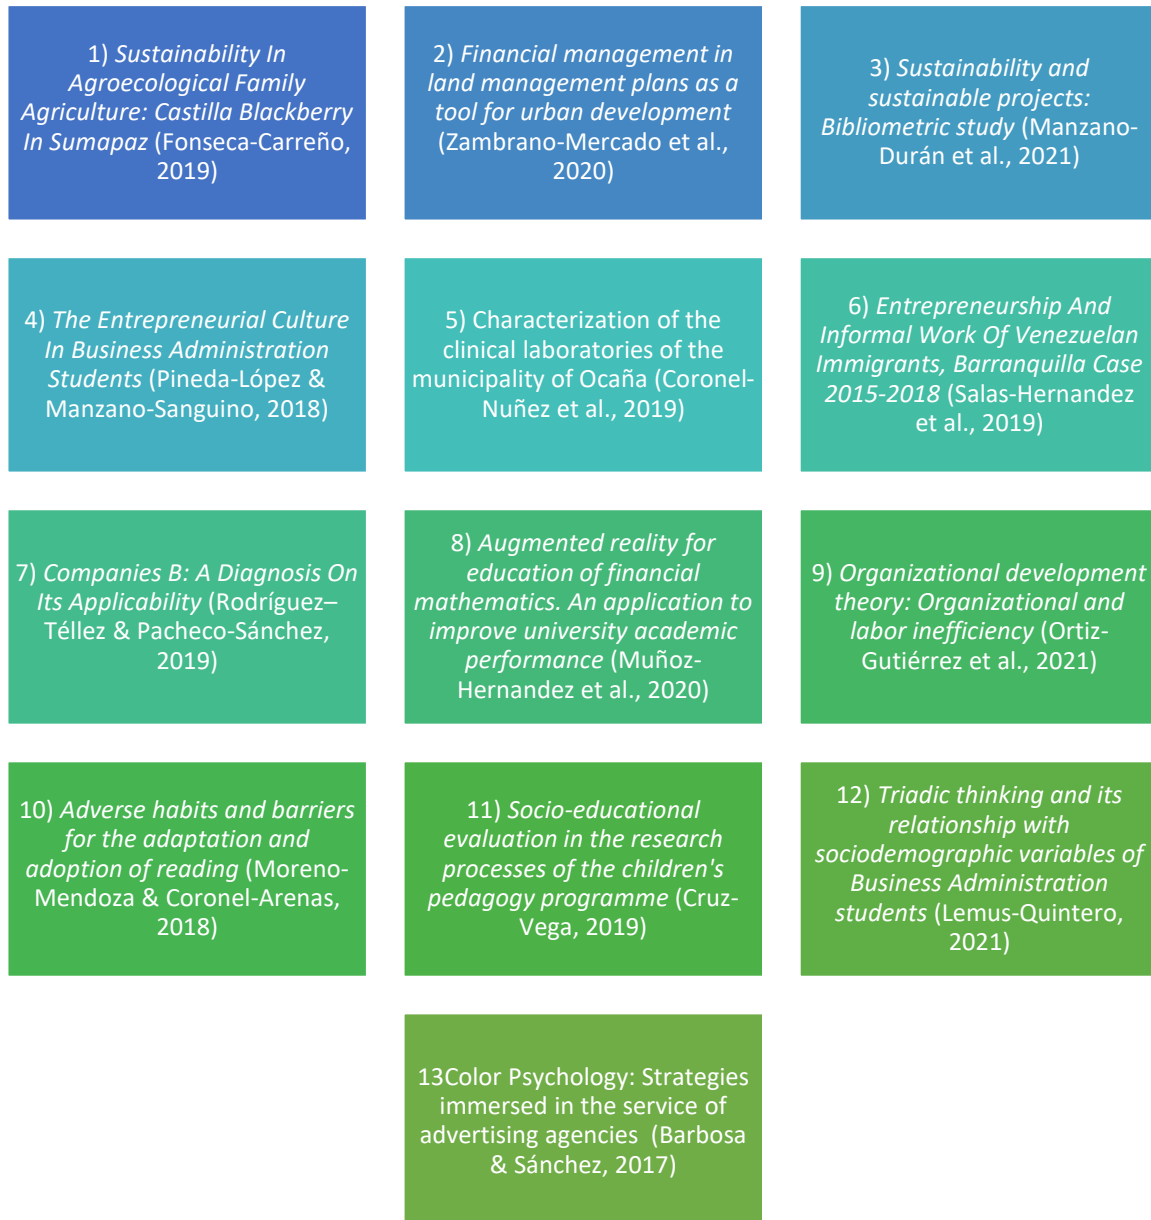 1) Sustainability In
Agroecological Family
Agriculture: Castilla Blackberry
In Sumapaz (Fonseca-Carreño,
2019)
2) Financial management in
land management plans as a
tool for urban development
(Zambrano-Mercado et al.,
2020)
3) Sustainability and
sustainable projects:
Bibliometric study (Manzano-
Durán et al., 2021)
4) The Entrepreneurial Culture
In Business Administration
Students (Pineda-López &
Manzano-Sanguino, 2018)
5) Characterization of the
clinical laboratories of the
municipality of Ocaña (Coronel-
Nuñez et al., 2019)
6) Entrepreneurship And
Informal Work Of Venezuelan
Immigrants, Barranquilla Case
2015-2018 (Salas-Hernandez
et al., 2019)
7) Companies B: A Diagnosis On
Its Applicability (Rodríguez–
Téllez & Pacheco-Sánchez,
2019)
8) Augmented reality for
education of financial
mathematics. An application to
improve university academic
performance (Muñoz-
Hernandez et al., 2020)
9) Organizational development
theory: Organizational and
labor inefficiency (Ortiz-
Gutiérrez et al., 2021)
10) Adverse habits and barriers
for the adaptation and
adoption of reading (Moreno-
Mendoza & Coronel-Arenas,
2018)
11) Socio-educational
evaluation in the research
processes of the children's
pedagogy programme (Cruz-
Vega, 2019)
12) Triadic thinking and its
relationship with
sociodemographic variables of
Business Administration
students (Lemus-Quintero,
2021)
13Color Psychology: Strategies
immersed in the service of
advertising agencies  (Barbosa
& Sánchez, 2017)